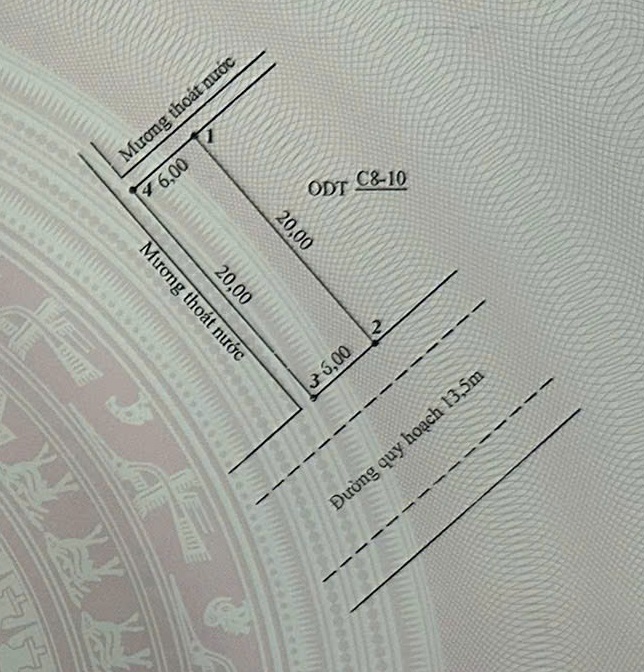 Mương thoát nước
1
4
6,00
ODT C8-10
20,00
20,00
Mương thoát nước
2
3
6,00
Đường quy hoạch 13,5m